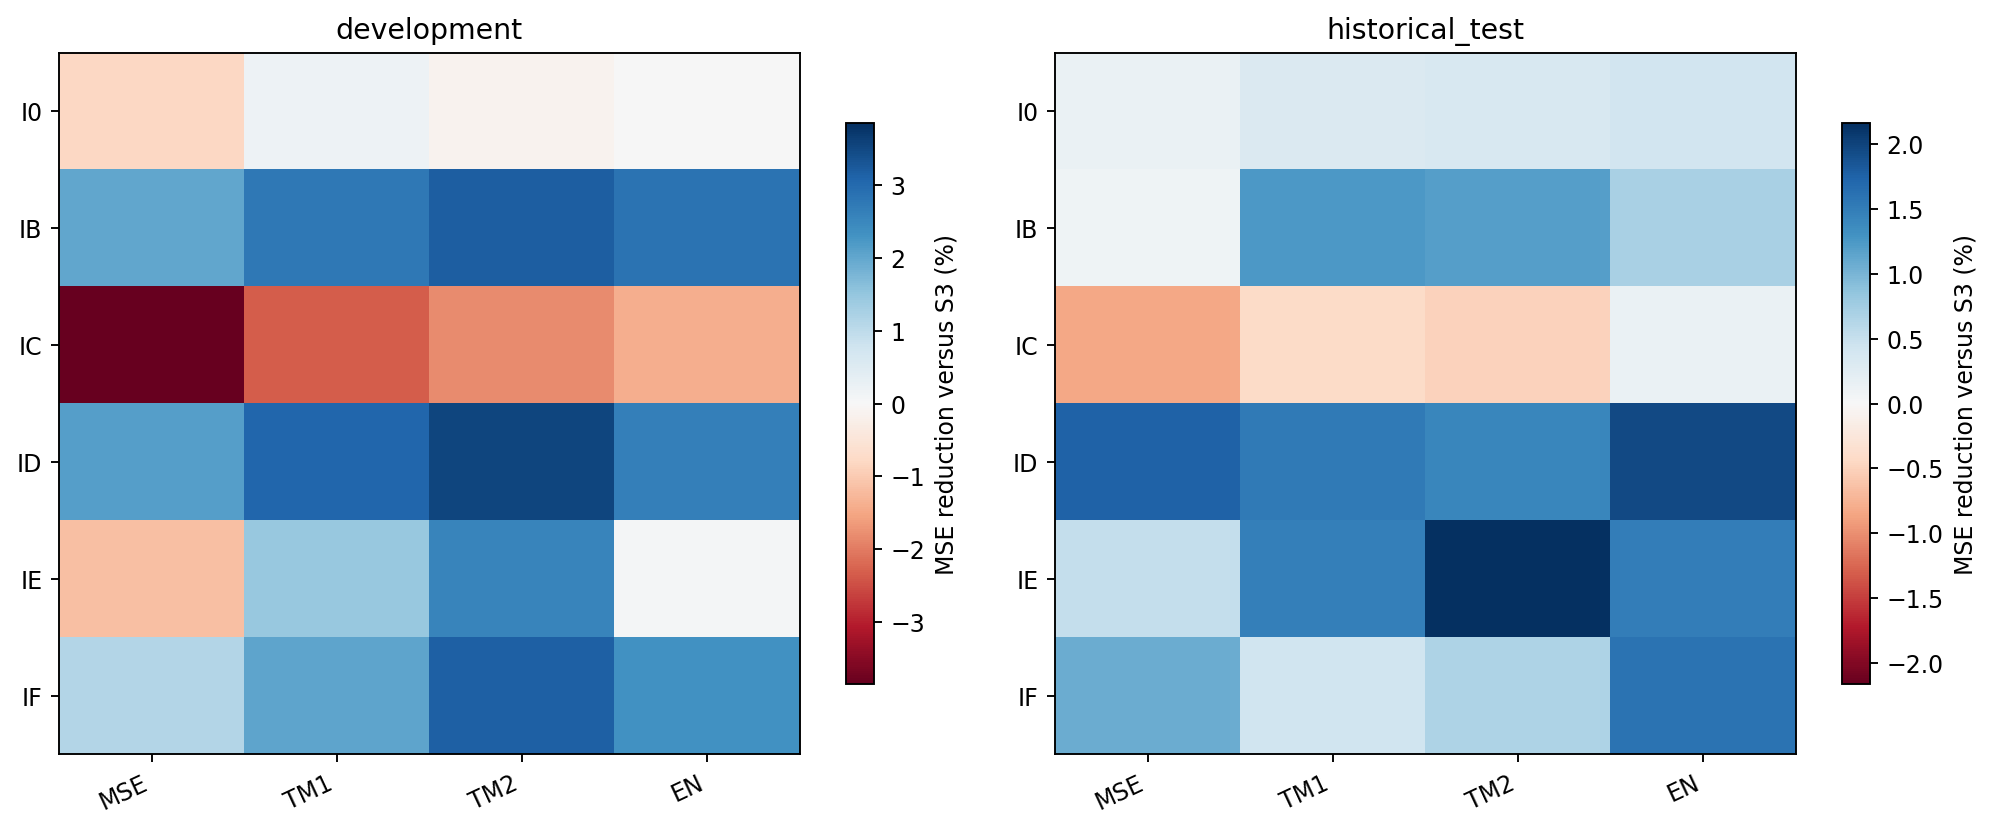 development
I0
IB
IC
ID
IE
IF
MSE
TM1
TM2
EN
3
2
1
0
−1
−2
−3
MSE reduction versus S3 (%)
historical_test
I0
IB
IC
ID
IE
IF
MSE
TM1
TM2
EN
2.0
1.5
1.0
0.5
0.0
−0.5
−1.0
−1.5
−2.0
MSE reduction versus S3 (%)